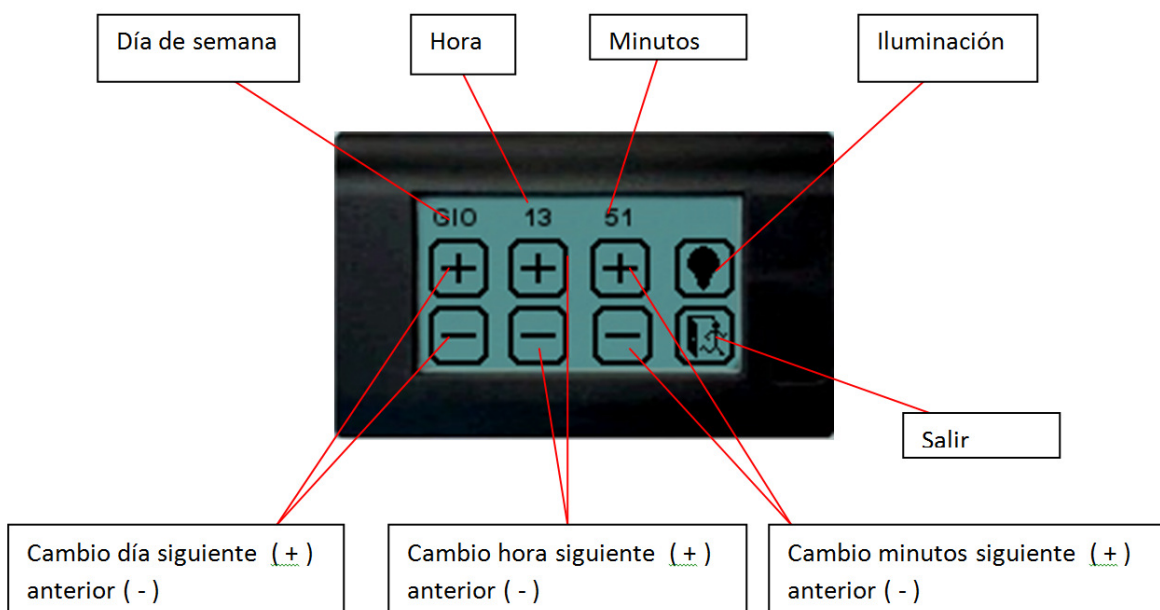 Día de semana
Hora
Minutos
Iluminación
GIO 13 51
Salir
Cambio día siguiente ( + )
anterior ( - )
Cambio hora siguiente ( + )
anterior ( - )
Cambio minutos siguiente ( + )
anterior ( - )